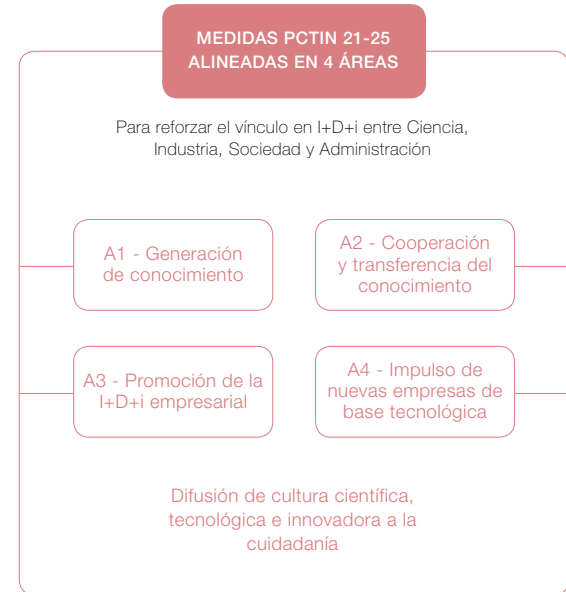 MEDIDAS PCTIN 21-25
ALINEADAS EN 4 ÁREAS
Para reforzar el vínculo en I+D+i entre Ciencia,
Industria, Sociedad y Administración
A1 - Generación
de conocimiento
A2 - Cooperación
y transferencia del
conocimiento
A3 - Promoción de la
I+D+i empresarial
A4 - Impulso de
nuevas empresas de
base tecnológica
Difusión de cultura científica,
tecnológica e innovadora a la
cuidadanía